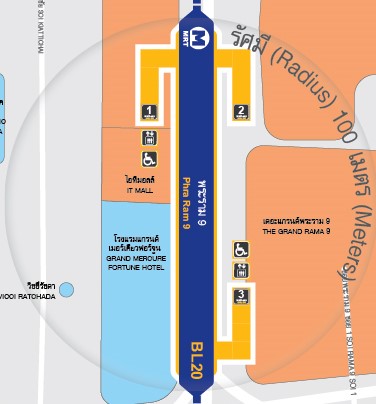 ซอย SOI KIATTICHAI
MRT
รัศมี (Radius) 100 เมตร (Meters)
1
2
ไอทีมอลล์
IT MALL
พระราม 9
Phra Ram 9
เดอะแกรนด์พระราม 9
THE GRAND RAMA 9
โรงแรมแกรนด์
เมอร์เคียวฟอร์จูน
GRAND MERCURE
FORTUNE HOTEL
วิซซี่รัชดา
VIOOI RATCHADA
3
BL20
พระราม 9 ซอย 1 SOI RAMA 9 SOI 1